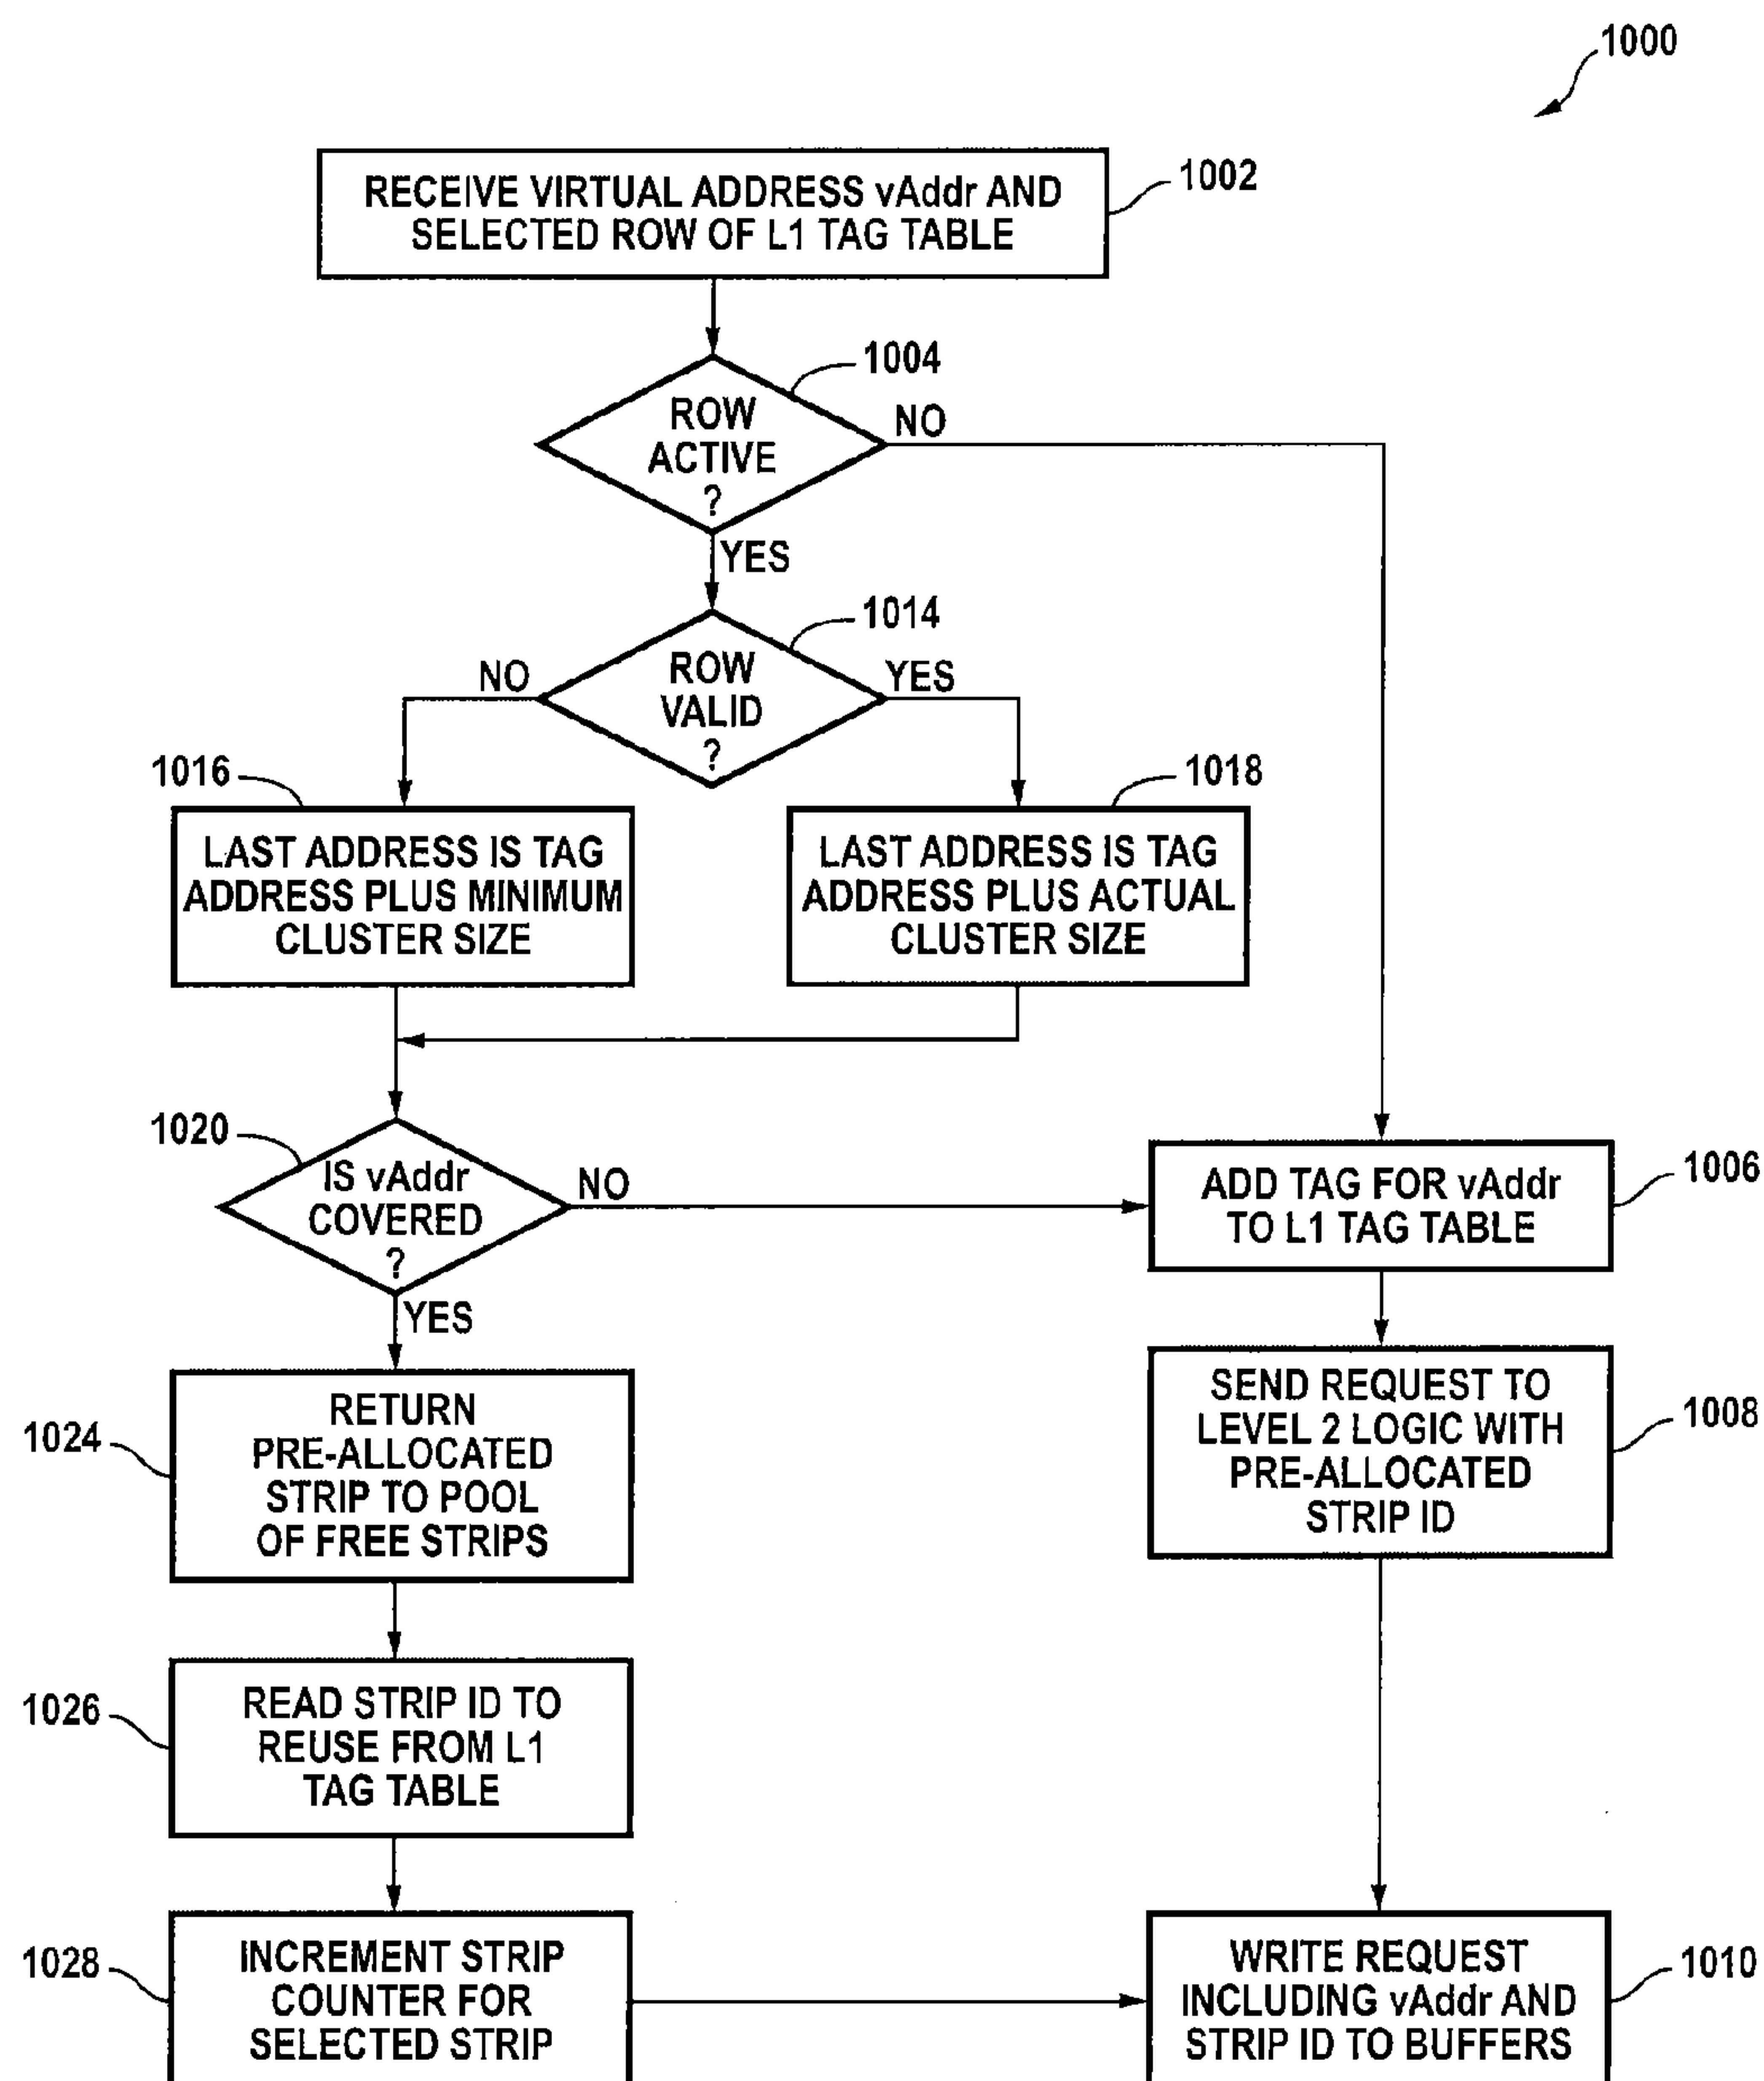 1000
RECEIVE VIRTUAL ADDRESS vAddr AND
SELECTED ROW OF L1 TAG TABLE
1002
ROW
ACTIVE
?
1004
NO
YES
ROW
VALID
?
1014
NO
YES
1016
LAST ADDRESS IS TAG
ADDRESS PLUS MINIMUM
CLUSTER SIZE
1018
LAST ADDRESS IS TAG
ADDRESS PLUS ACTUAL
CLUSTER SIZE
1020
IS vAddr
COVERED
?
NO
YES
ADD TAG FOR vAddr
TO L1 TAG TABLE
1006
1024
RETURN
PRE-ALLOCATED
STRIP TO POOL
OF FREE STRIPS
SEND REQUEST TO
LEVEL 2 LOGIC WITH
PRE-ALLOCATED
STRIP ID
1008
1026
READ STRIP ID TO
REUSE FROM L1
TAG TABLE
1028
INCREMENT STRIP
COUNTER FOR
SELECTED STRIP
WRITE REQUEST
INCLUDING vAddr AND
STRIP ID TO BUFFERS
1010